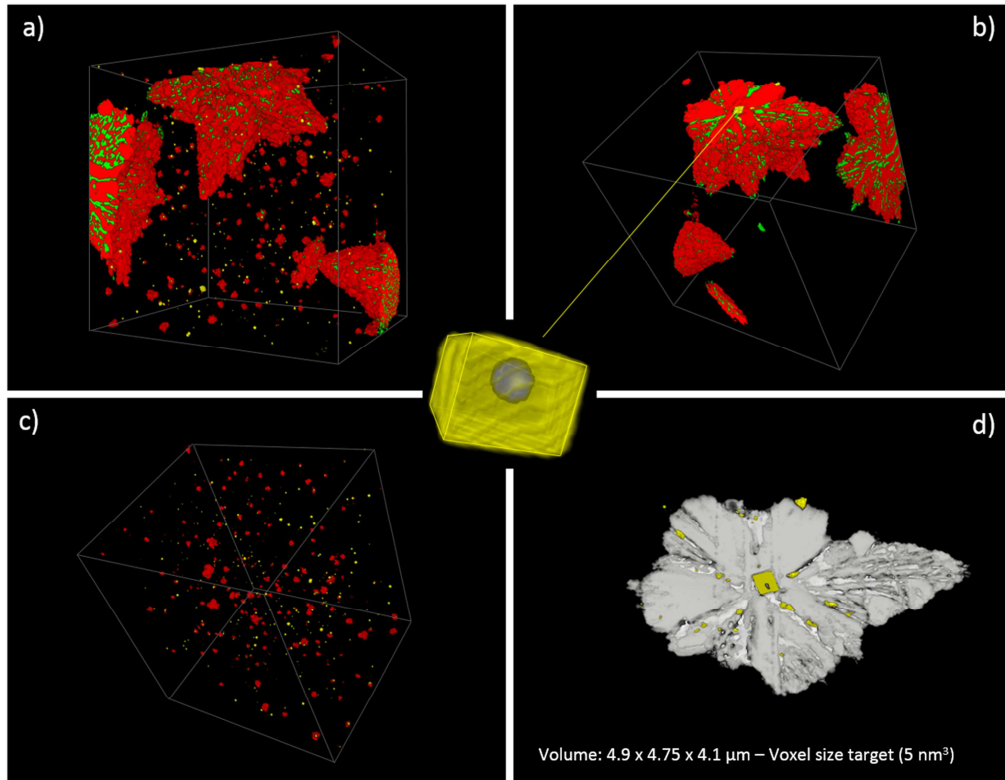 a)
b)
c)
d)
Volume: 4.9 x 4.75 x 4.1 µm – Voxel size target (5 nm³)